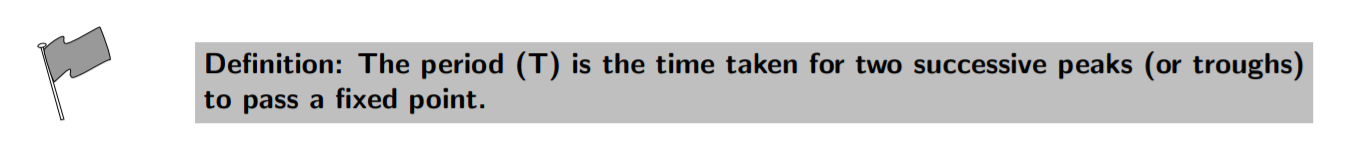 Definition: The period (T) is the time taken for two successive peaks (or troughs)
to pass a fixed point.